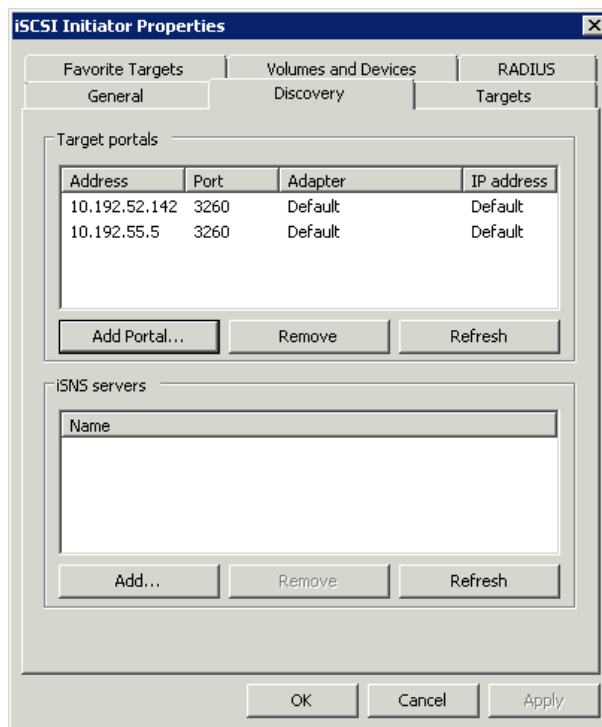 iSCSI Initiator Properties
Favorite Targets Volumes and Devices RADIUS
General Discovery Targets
Target portals
Address Port Adapter IP address
10.192.52.142 3260 Default Default
10.192.55.5 3260 Default Default
Add Portal... Remove Refresh
iSNS servers
Name
Add... Remove Refresh
OK Cancel Apply